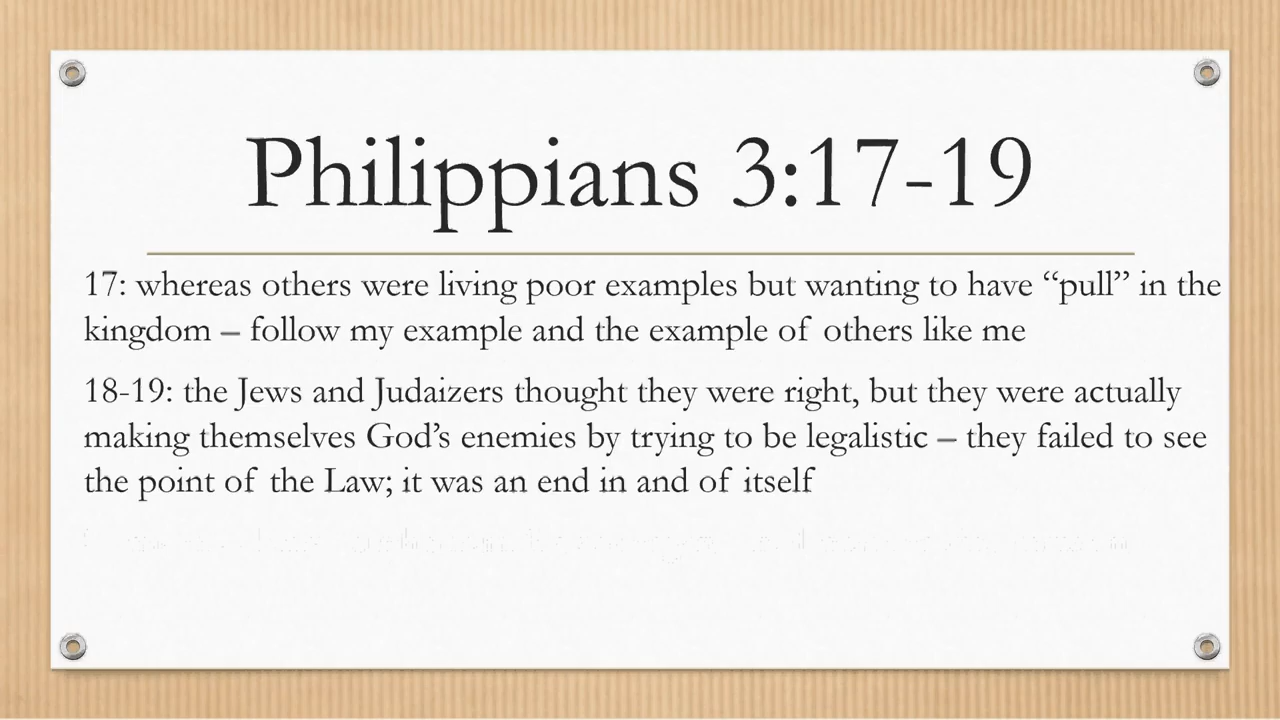 Philippians 3:17-19
17: whereas others were living poor examples but wanting to have “pull” in the
kingdom – follow my example and the example of others like me
18-19: the Jews and Judaizers thought they were right, but they were actually
making themselves God’s enemies by trying to be legalistic – they failed to see
the point of the Law; it was an end in and of itself